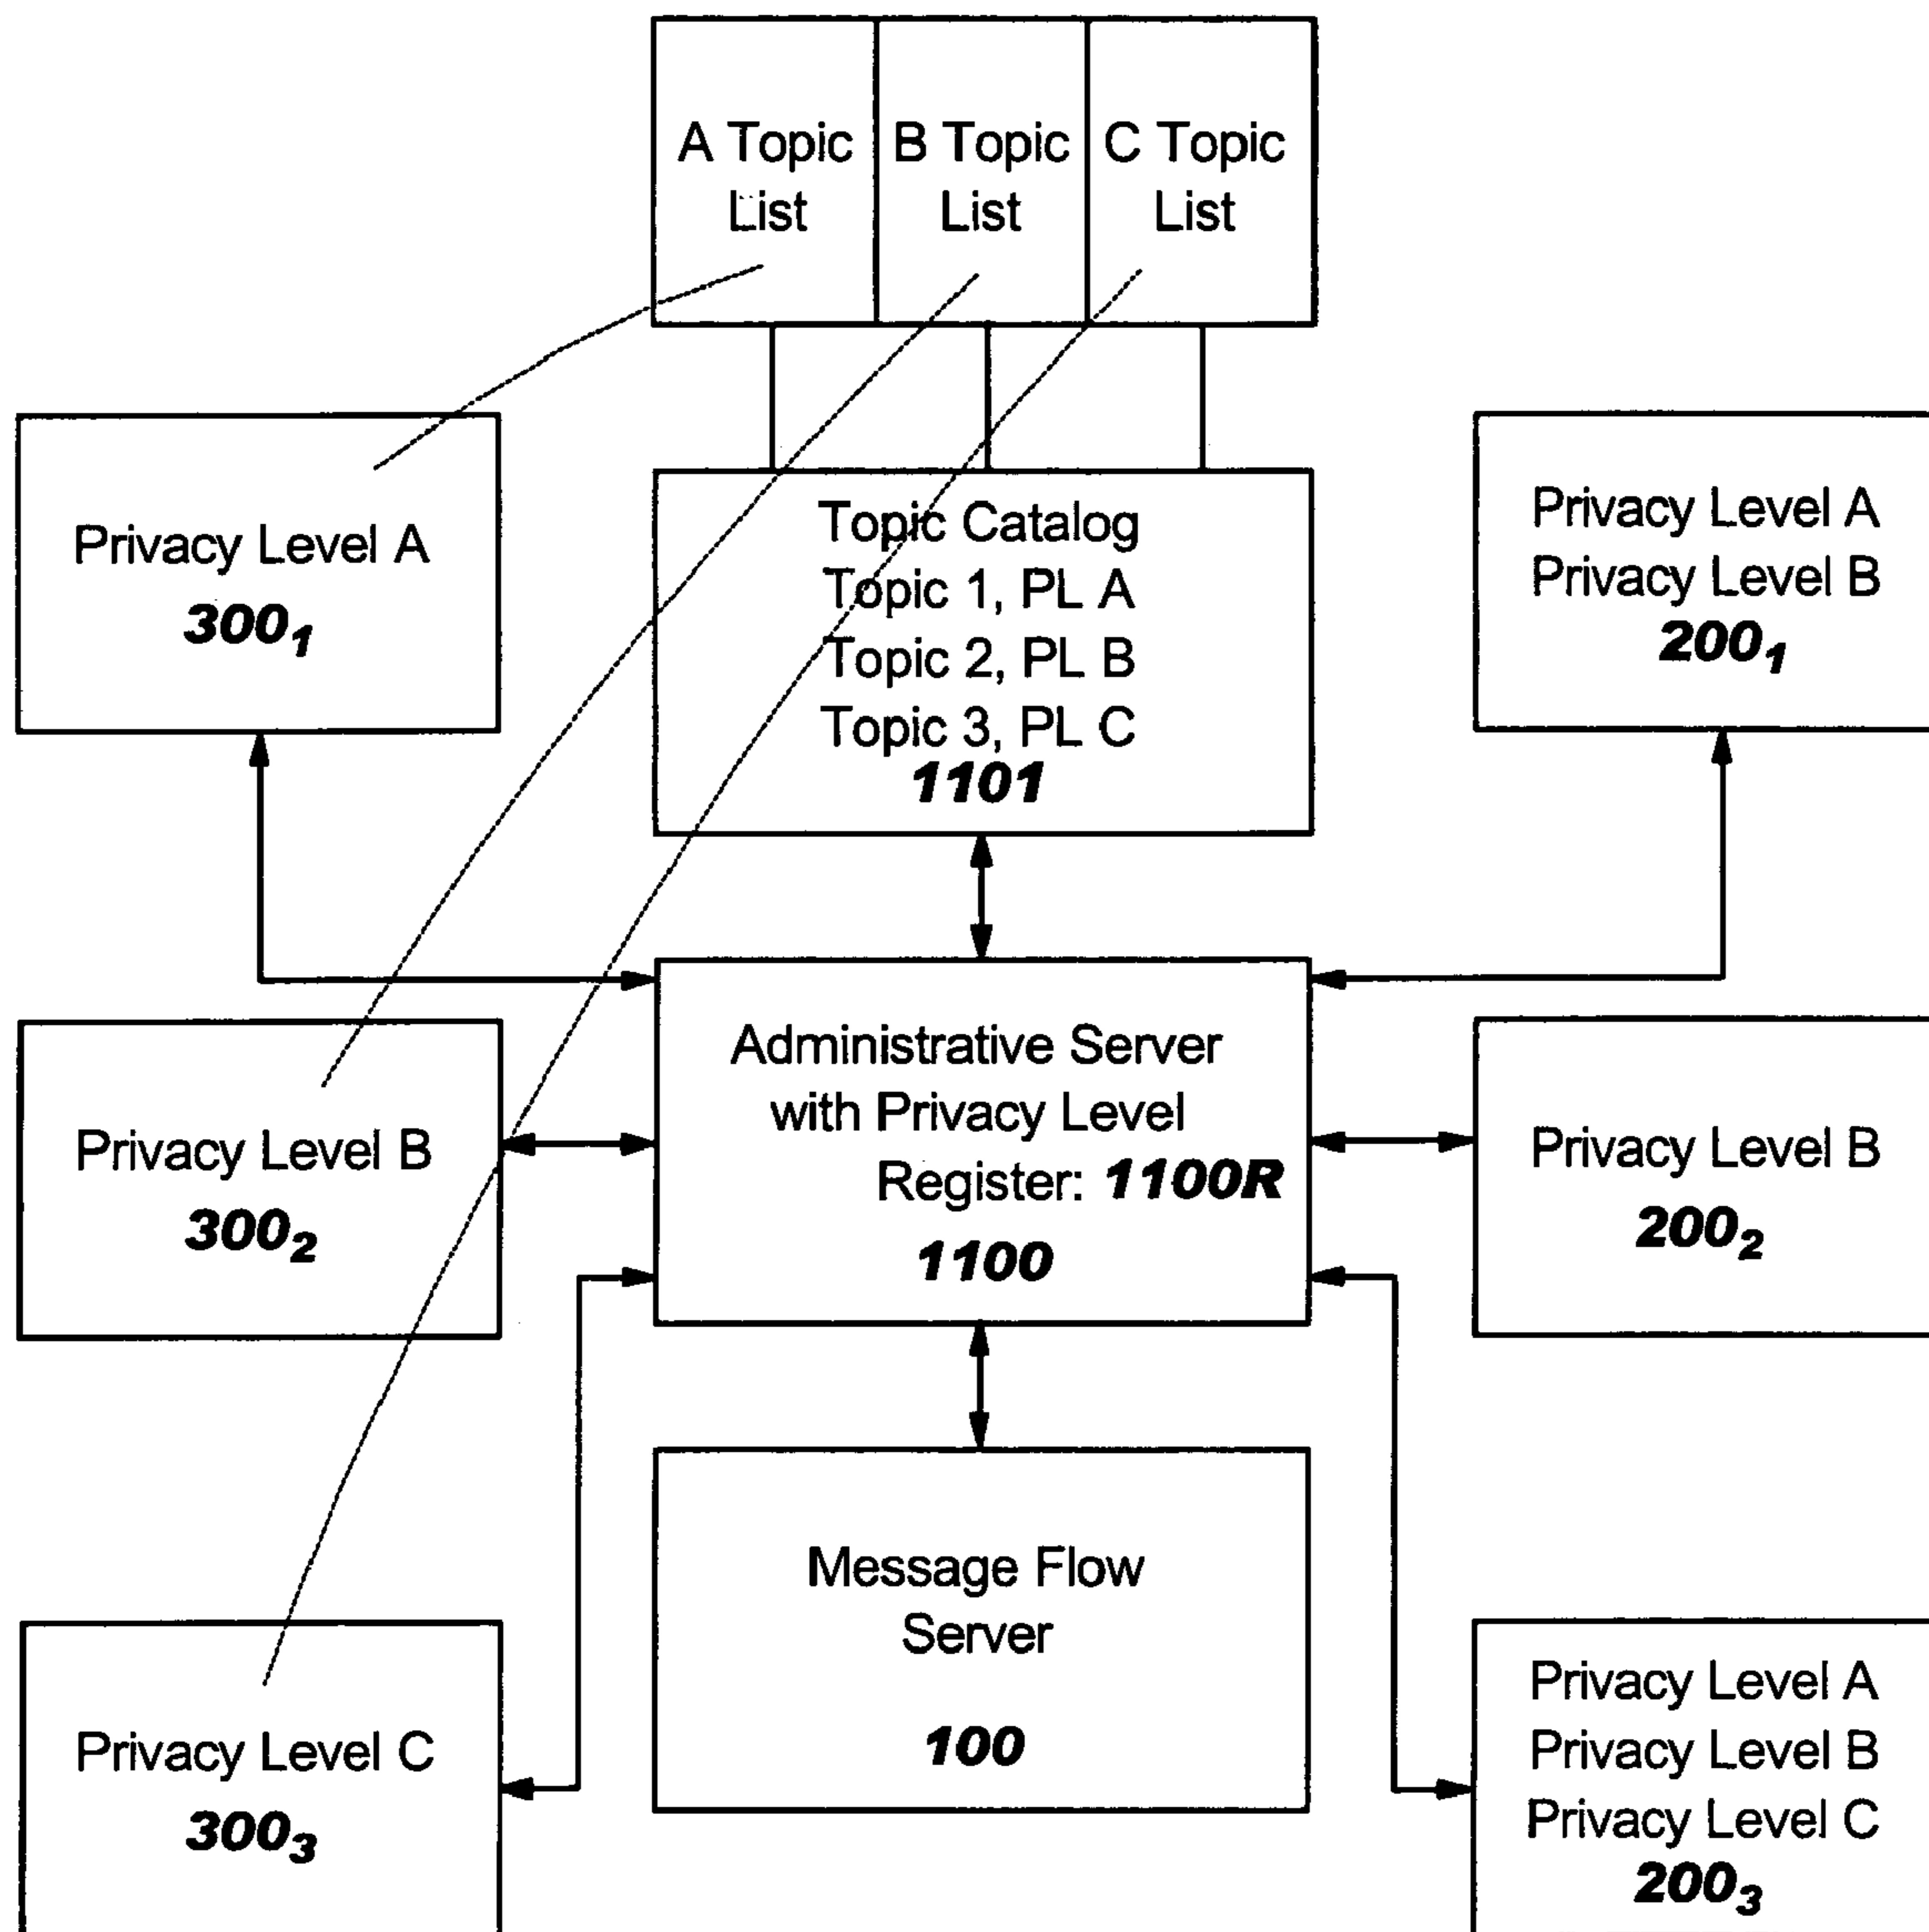 A Topic
List
B Topic
List
C Topic
List
Privacy Level A
300₁
Topic Catalog
Topic 1, PL A
Topic 2, PL B
Topic 3, PL C
1101
Privacy Level A
Privacy Level B
200₁
Privacy Level B
300₂
Administrative Server
with Privacy Level
Register: 1100R
1100
Privacy Level B
200₂
Message Flow
Server
100
Privacy Level C
300₃
Privacy Level A
Privacy Level B
Privacy Level C
200₃